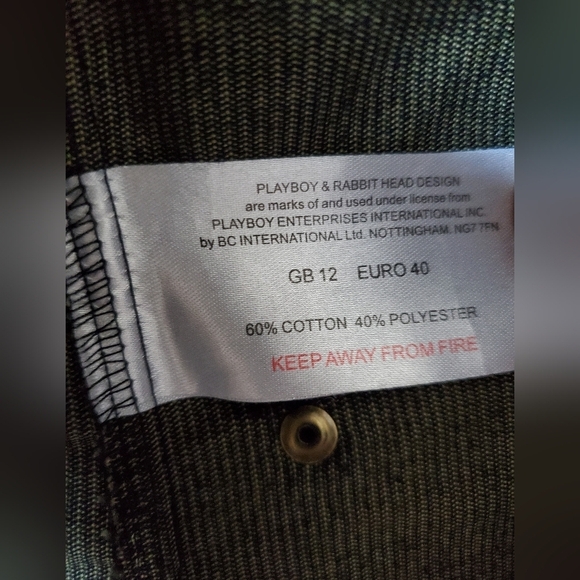 PLAYBOY & RABBIT HEAD DESIGN
are marks of and used under license from
PLAYBOY ENTERPRISES INTERNATIONAL INC.
by BC INTERNATIONAL Ltd. NOTTINGHAM. NG7 7FN
GB 12 EURO 40
60% COTTON 40% POLYESTER
KEEP AWAY FROM FIRE